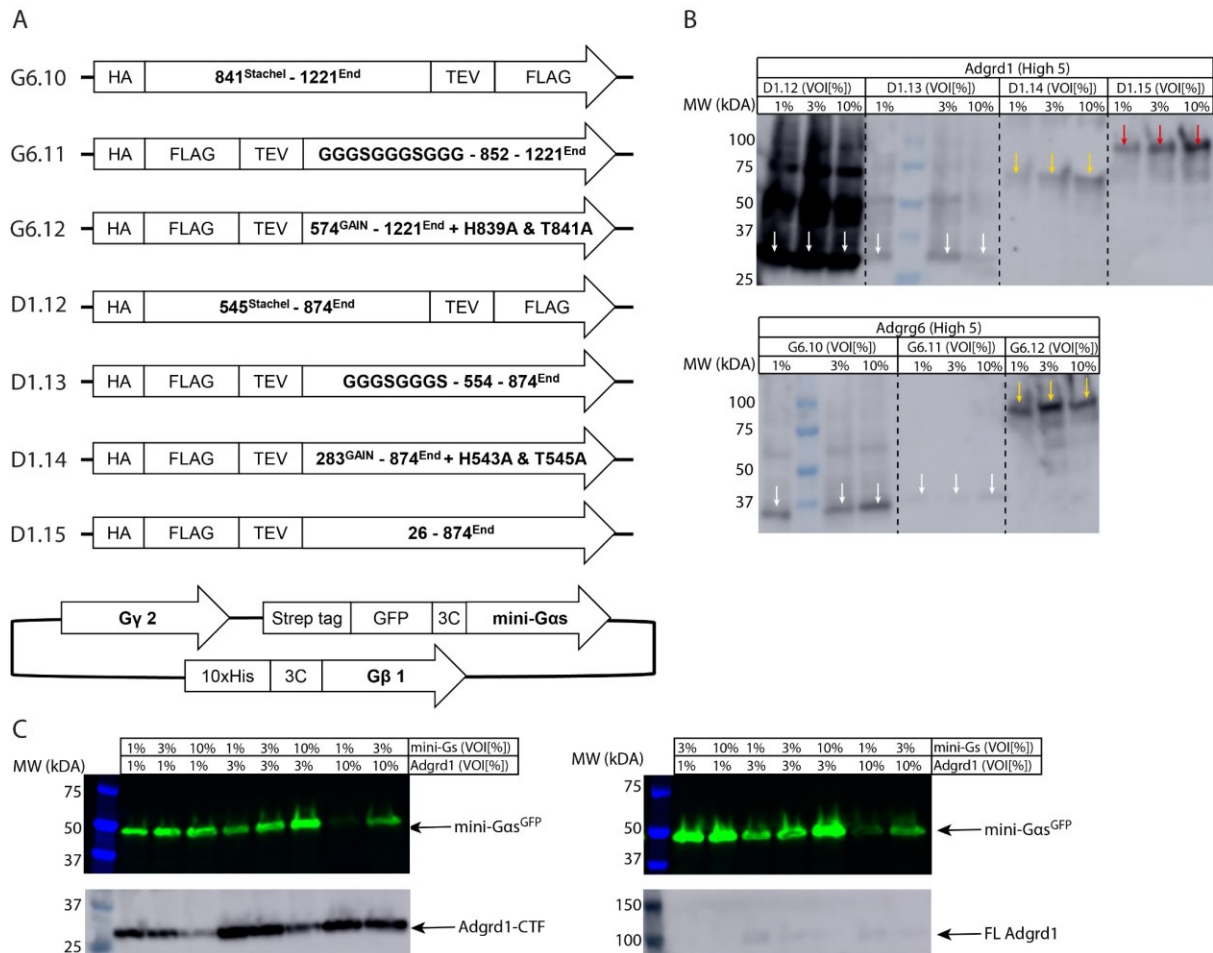 A
G6.10 HA 841Stachel - 1221End TEV FLAG
G6.11 HA FLAG TEV GGGSGGGSGGG - 852 - 1221End
G6.12 HA FLAG TEV 574GAIN - 1221End + H839A & T841A
D1.12 HA 545Stachel - 874End TEV FLAG
D1.13 HA FLAG TEV GGGSGGGS - 554 - 874End
D1.14 HA FLAG TEV 283GAIN - 874End + H543A & T545A
D1.15 HA FLAG TEV 26 - 874End
Gγ 2 Strep tag GFP 3C mini-Gαs
10xHis 3C Gβ 1
B
Adgrd1 (High 5)
D1.12 (VOI[%]) D1.13 (VOI[%]) D1.14 (VOI[%]) D1.15 (VOI[%])
MW (kDA) 1% 3% 10% 1% 3% 10% 1% 3% 10% 1% 3% 10%
100
75
50
37
25
Adgrg6 (High 5)
G6.10 (VOI[%]) G6.11 (VOI[%]) G6.12 (VOI[%])
MW (kDA) 1% 3% 10% 1% 3% 10% 1% 3% 10%
100
75
50
37
C
1% 3% 10% 1% 3% 10% 1% 3% mini-Gs (VOI[%])
MW (kDA) 1% 1% 1% 3% 3% 3% 10% 10% Adgrd1 (VOI[%])
75
50 mini-GαsGFP
37
37
Adgrd1-CTF
25
3% 10% 1% 3% 10% 1% 3% mini-Gs (VOI[%])
MW (kDA) 1% 1% 3% 3% 3% 10% 10% Adgrd1 (VOI[%])
75
50 mini-GαsGFP
37
150
100 FL Adgrd1